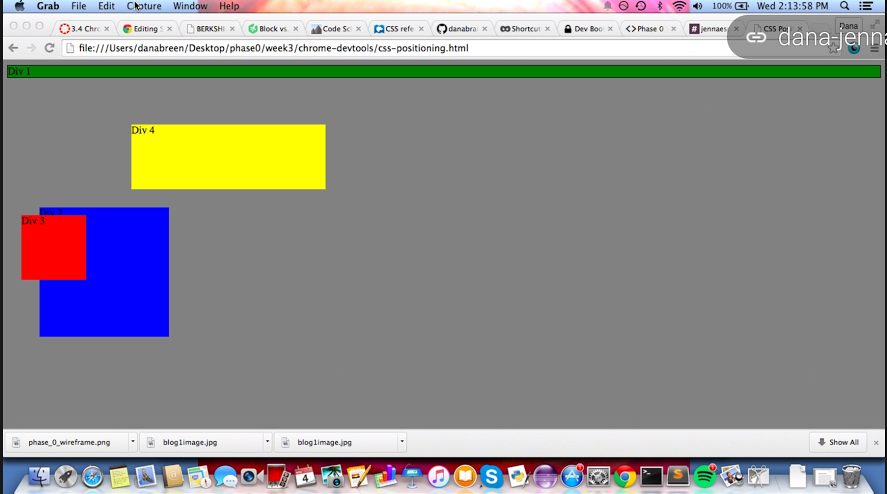 Grab File Edit Capture Window Help 100% Wed 2:13:58 PM
3.4 Chro Editing S BERKSHI Block vs. Code Sc CSS refe danabra Shortcut Dev Boo <> Phase 0 jennaes CSS Po Dana
dana-jenna
file:///Users/danabreen/Desktop/phase0/week3/chrome-devtools/css-positioning.html
Div 1
Div 4
Div 2
Div 3
phase_0_wireframe.png blog1image.jpg blog1image.jpg Show All
4